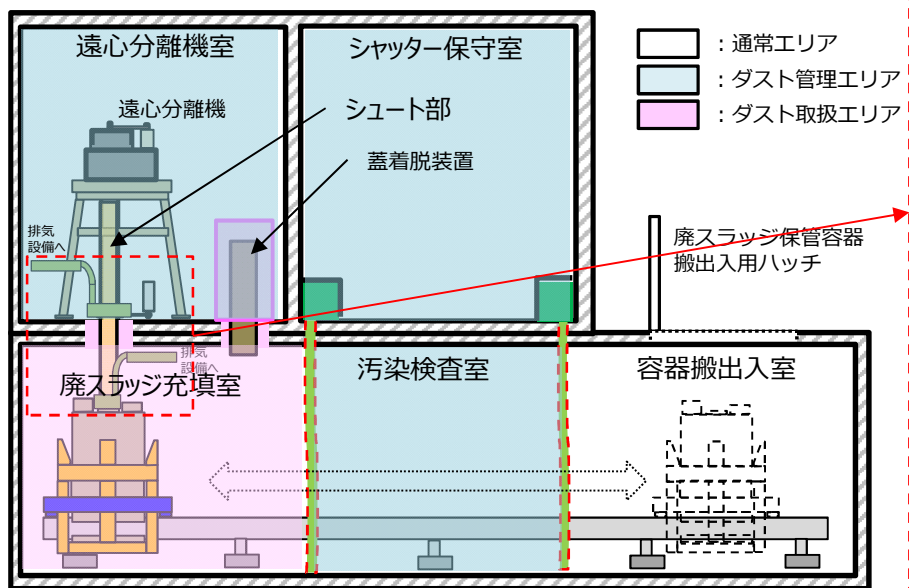 遠心分離機室
シャッター保守室
：通常エリア
：ダスト管理エリア
：ダスト取扱エリア
遠心分離機
シュート部
蓋着脱装置
排気
設備へ
廃スラッジ保管容器
搬出入用ハッチ
排気
設備へ
廃スラッジ充填室
汚染検査室
容器搬出入室